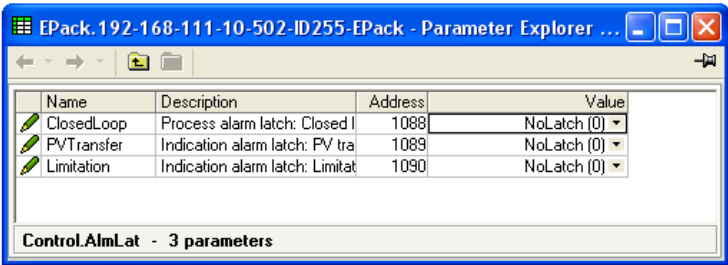 EPack.192-168-111-10-502-ID255-EPack - Parameter Explorer ...
Name Description Address Value
ClosedLoop Process alarm latch: Closed l 1088 NoLatch (0)
PVTransfer Indication alarm latch: PV tra 1089 NoLatch (0)
Limitation Indication alarm latch: Limitat 1090 NoLatch (0)
Control.AlmLat - 3 parameters